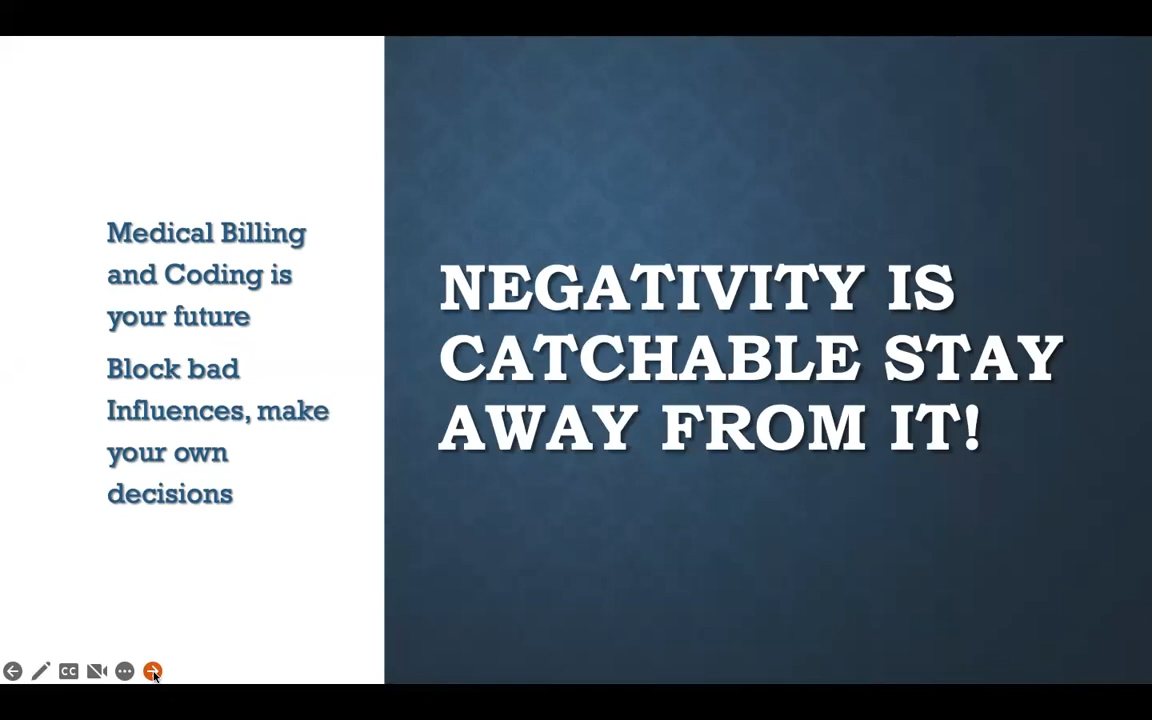 Medical Billing
and Coding is
your future
Block bad
Influences, make
your own
decisions
NEGATIVITY IS
CATCHABLE STAY
AWAY FROM IT!
CC